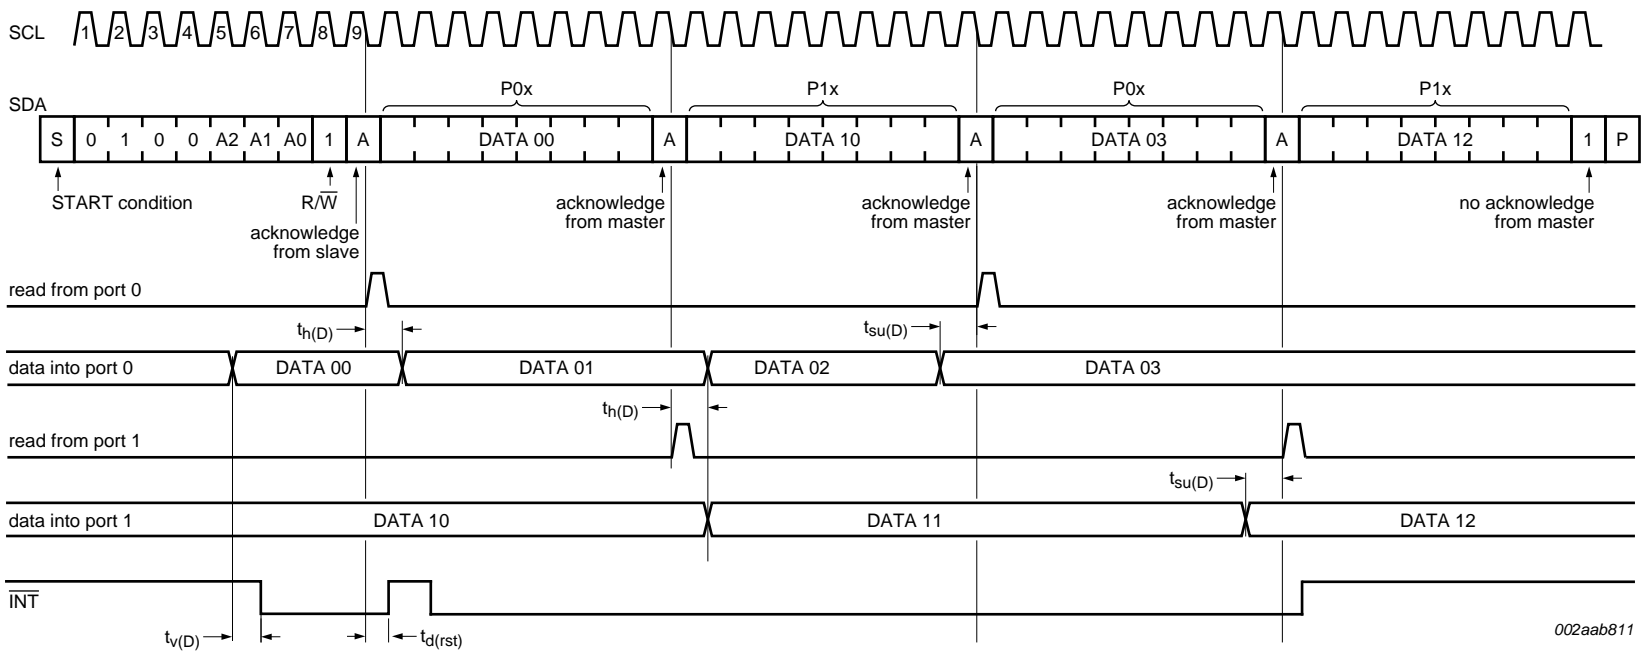 SCL 1 2 3 4 5 6 7 8 9
P0x P1x P0x P1x
SDA
S 0 1 0 0 A2 A1 A0 1 A DATA 00 A DATA 10 A DATA 03 A DATA 12 1 P
START condition R/W acknowledge acknowledge acknowledge no acknowledge
from master from master from master from master
acknowledge
from slave
read from port 0
th(D) tsu(D)
data into port 0 DATA 00 DATA 01 DATA 02 DATA 03
th(D)
read from port 1
tsu(D)
data into port 1 DATA 10 DATA 11 DATA 12
INT
tv(D) td(rst)
002aab811